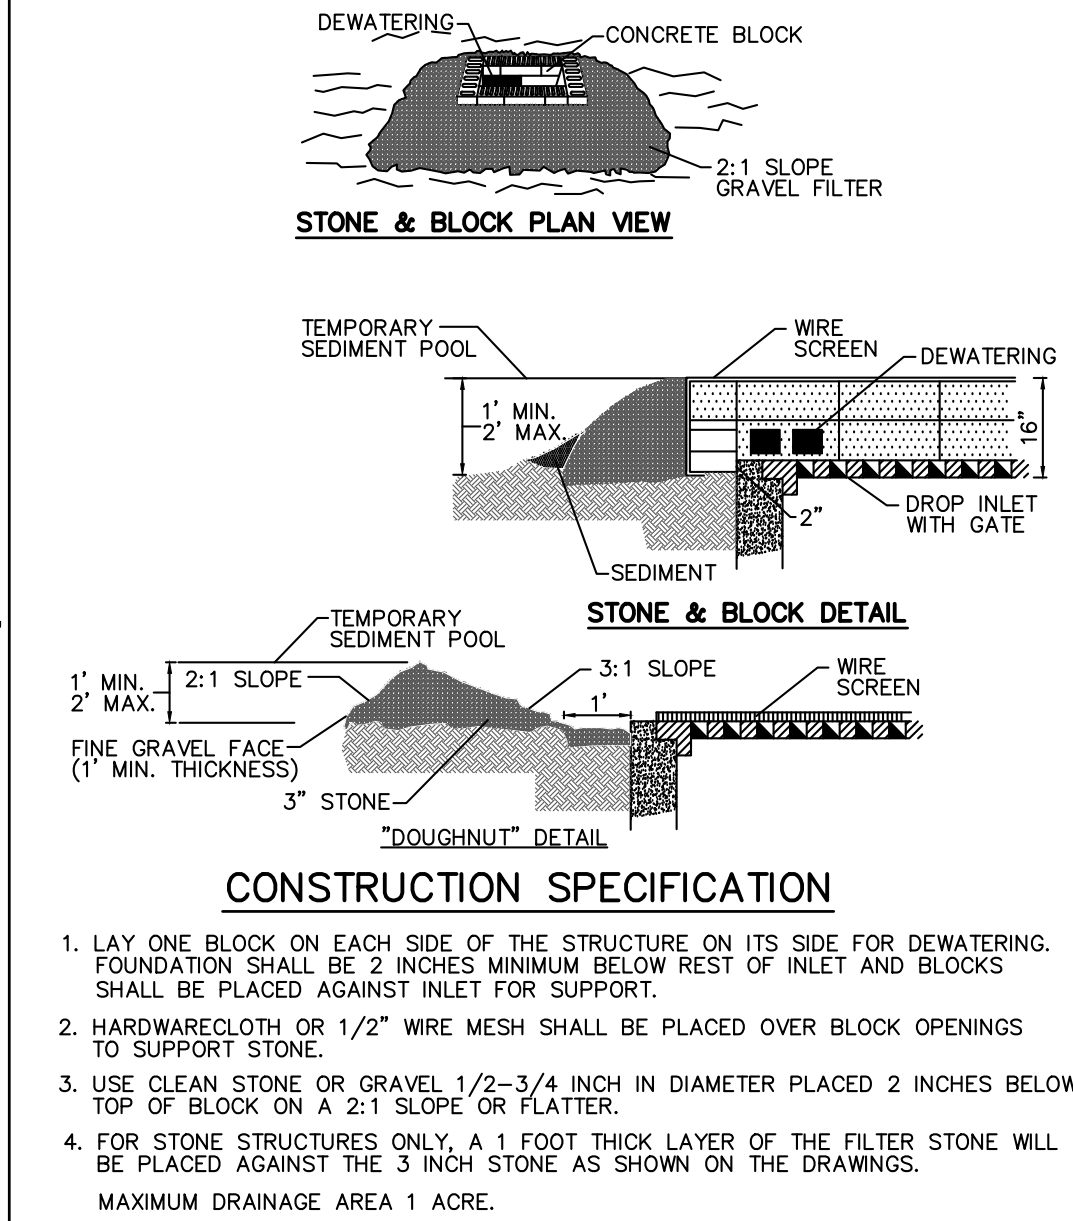 DEWATERING
CONCRETE BLOCK
2:1 SLOPE
GRAVEL FILTER
STONE & BLOCK PLAN VIEW
TEMPORARY
SEDIMENT POOL
WIRE
SCREEN
DEWATERING
1' MIN.
2' MAX.
16"
2"
DROP INLET
WITH GATE
SEDIMENT
STONE & BLOCK DETAIL
TEMPORARY
SEDIMENT POOL
1' MIN.
2' MAX.
2:1 SLOPE
3:1 SLOPE
WIRE
SCREEN
1'
FINE GRAVEL FACE
(1' MIN. THICKNESS)
3" STONE
"DOUGHNUT" DETAIL
CONSTRUCTION SPECIFICATION
1. LAY ONE BLOCK ON EACH SIDE OF THE STRUCTURE ON ITS SIDE FOR DEWATERING.
FOUNDATION SHALL BE 2 INCHES MINIMUM BELOW REST OF INLET AND BLOCKS
SHALL BE PLACED AGAINST INLET FOR SUPPORT.
2. HARDWARECLOTH OR 1/2" WIRE MESH SHALL BE PLACED OVER BLOCK OPENINGS
TO SUPPORT STONE.
3. USE CLEAN STONE OR GRAVEL 1/2-3/4 INCH IN DIAMETER PLACED 2 INCHES BELOW
TOP OF BLOCK ON A 2:1 SLOPE OR FLATTER.
4. FOR STONE STRUCTURES ONLY, A 1 FOOT THICK LAYER OF THE FILTER STONE WILL
BE PLACED AGAINST THE 3 INCH STONE AS SHOWN ON THE DRAWINGS.
MAXIMUM DRAINAGE AREA 1 ACRE.